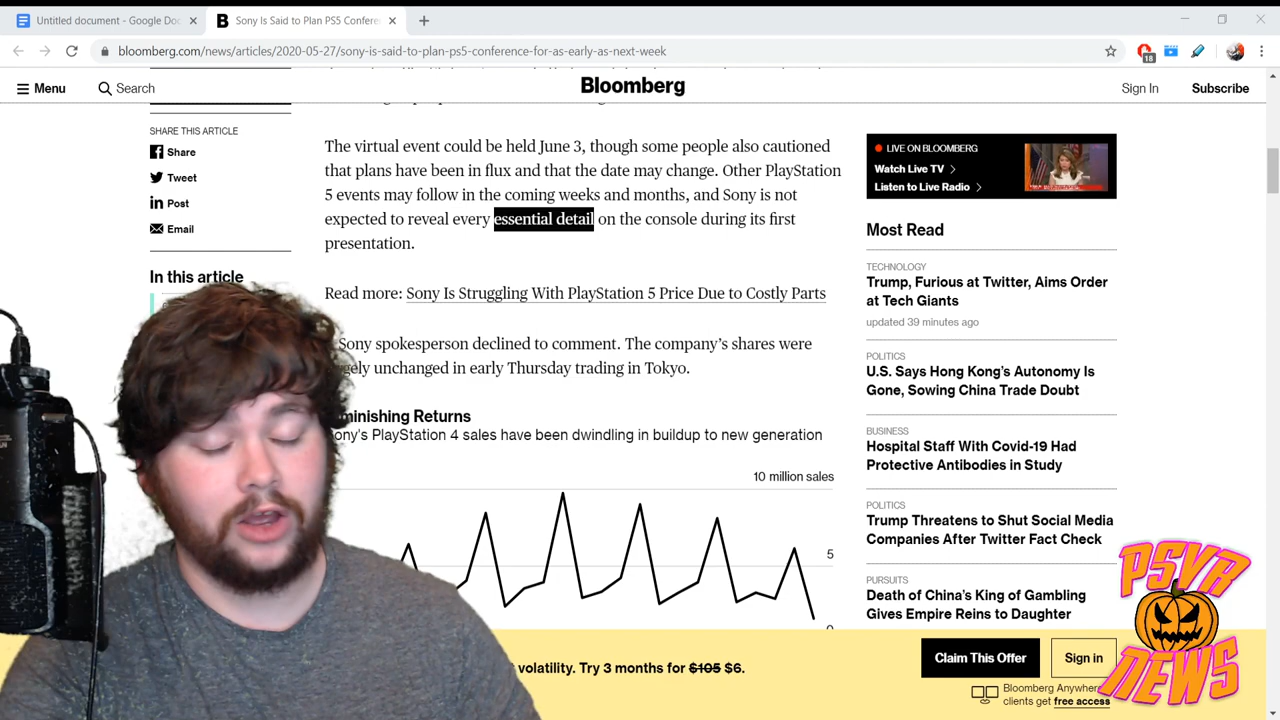 Untitled document - Google Doc
Sony Is Said to Plan PS5 Confere
bloomberg.com/news/articles/2020-05-27/sony-is-said-to-plan-ps5-conference-for-as-early-as-next-week
18
Menu
Search
Bloomberg
Sign In
Subscribe
SHARE THIS ARTICLE
Share
Tweet
Post
Email
In this article
The virtual event could be held June 3, though some people also cautioned
that plans have been in flux and that the date may change. Other PlayStation
5 events may follow in the coming weeks and months, and Sony is not
expected to reveal every essential detail on the console during its first
presentation.
Read more: Sony Is Struggling With PlayStation 5 Price Due to Costly Parts
Sony spokesperson declined to comment. The company's shares were
gely unchanged in early Thursday trading in Tokyo.
minishing Returns
ony's PlayStation 4 sales have been dwindling in buildup to new generation
10 million sales
5
0
LIVE ON BLOOMBERG
Watch Live TV
Listen to Live Radio
Most Read
TECHNOLOGY
Trump, Furious at Twitter, Aims Order
at Tech Giants
updated 39 minutes ago
POLITICS
U.S. Says Hong Kong's Autonomy Is
Gone, Sowing China Trade Doubt
BUSINESS
Hospital Staff With Covid-19 Had
Protective Antibodies in Study
POLITICS
Trump Threatens to Shut Social Media
Companies After Twitter Fact Check
PURSUITS
Death of China's King of Gambling
Gives Empire Reins to Daughter
volatility. Try 3 months for $105 $6.
Claim This Offer
Sign in
Bloomberg Anywher
clients get free access
PSVR
NEWS